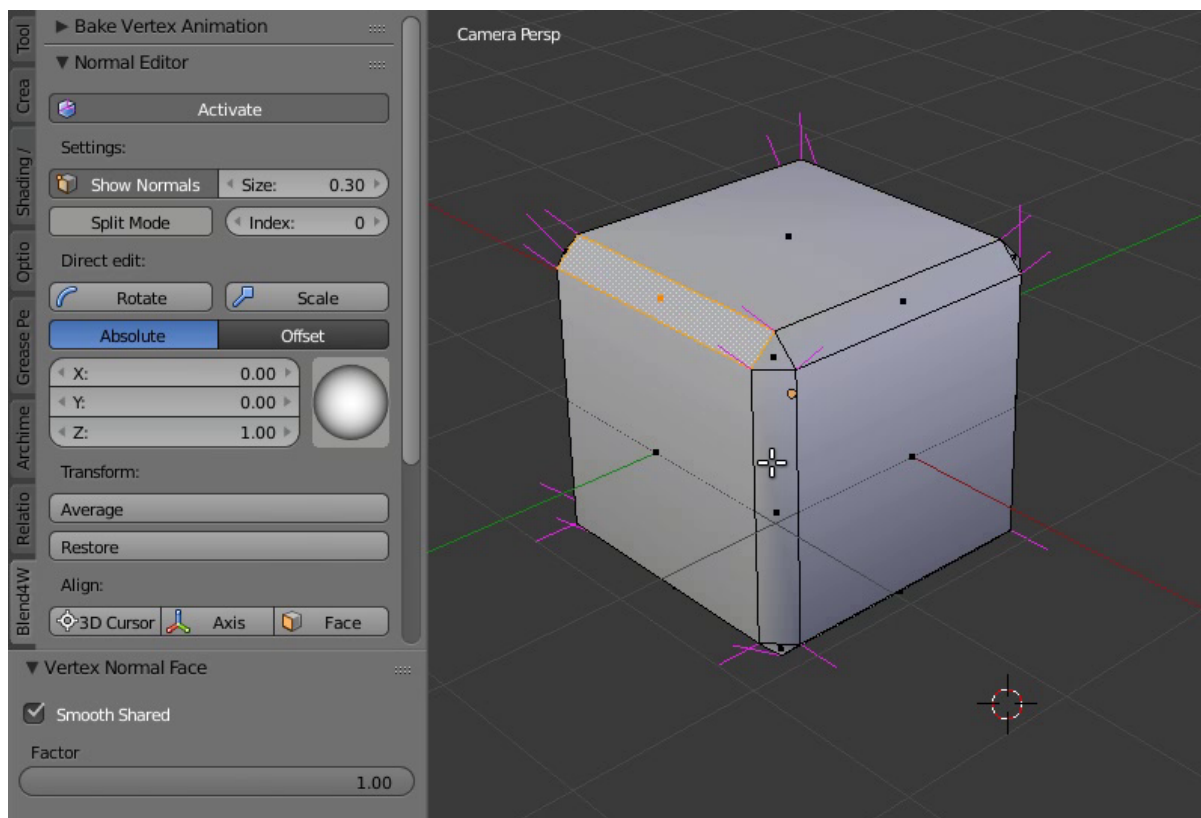 Tool
Crea
Shading /
Optio
Grease Pe
Archime
Relatio
Blend4W
Bake Vertex Animation
Normal Editor
Activate
Settings:
Show Normals Size: 0.30
Split Mode Index: 0
Direct edit:
Rotate Scale
Absolute Offset
X: 0.00
Y: 0.00
Z: 1.00
Transform:
Average
Restore
Align:
3D Cursor Axis Face
Vertex Normal Face
Smooth Shared
Factor
1.00
Camera Persp